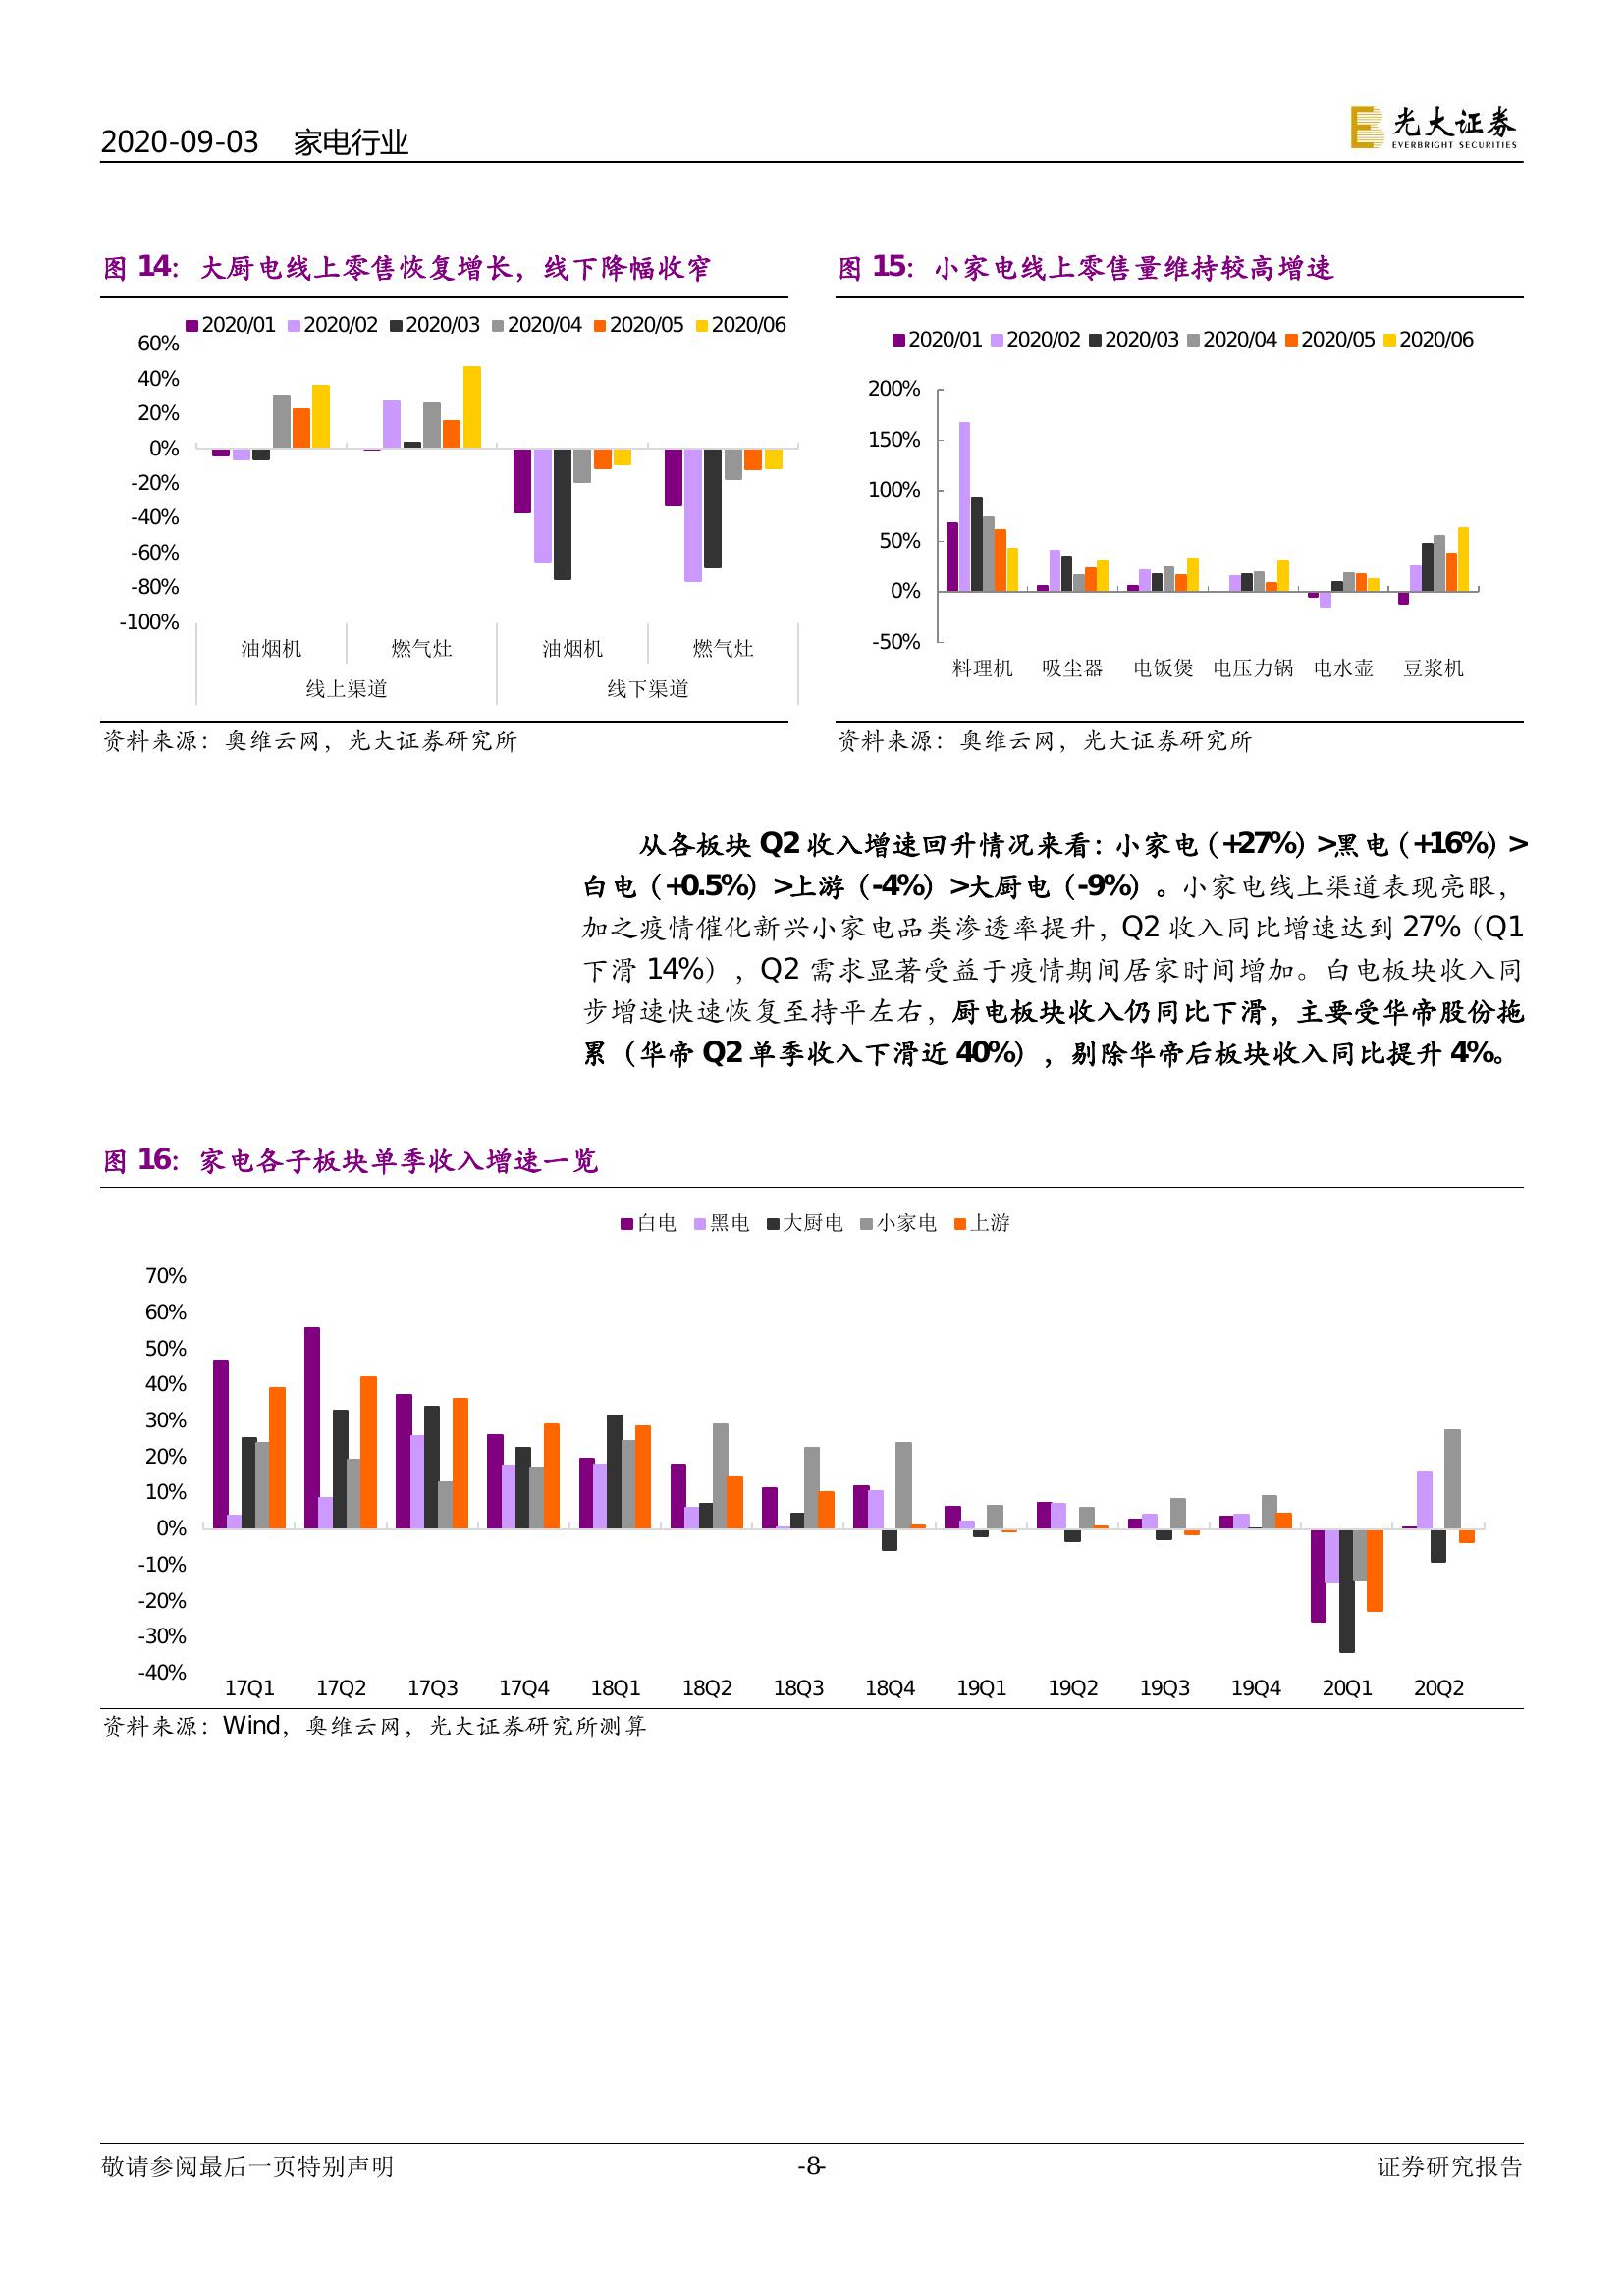 2020-09-03 家电行业
光大证券
EVERBRIGHT SECURITIES
图 14：大厨电线上零售恢复增长，线下降幅收窄
2020/01 2020/02 2020/03 2020/04 2020/05 2020/06
60%
40%
20%
0%
-20%
-40%
-60%
-80%
-100%
油烟机 燃气灶 油烟机 燃气灶
线上渠道 线下渠道
资料来源：奥维云网，光大证券研究所
图 15：小家电线上零售量维持较高增速
2020/01 2020/02 2020/03 2020/04 2020/05 2020/06
200%
150%
100%
50%
0%
-50%
料理机 吸尘器 电饭煲 电压力锅 电水壶 豆浆机
资料来源：奥维云网，光大证券研究所
从各板块 Q2 收入增速回升情况来看：小家电（+27%）>黑电（+16%）>
白电（+0.5%）>上游（-4%）>大厨电（-9%）。小家电线上渠道表现亮眼，
加之疫情催化新兴小家电品类渗透率提升，Q2 收入同比增速达到 27%（Q1
下滑 14%），Q2 需求显著受益于疫情期间居家时间增加。白电板块收入同
步增速快速恢复至持平左右，厨电板块收入仍同比下滑，主要受华帝股份拖
累（华帝 Q2 单季收入下滑近 40%），剔除华帝后板块收入同比提升 4%。
图 16：家电各子板块单季收入增速一览
白电 黑电 大厨电 小家电 上游
70%
60%
50%
40%
30%
20%
10%
0%
-10%
-20%
-30%
-40%
17Q1 17Q2 17Q3 17Q4 18Q1 18Q2 18Q3 18Q4 19Q1 19Q2 19Q3 19Q4 20Q1 20Q2
资料来源：Wind，奥维云网，光大证券研究所测算
敬请参阅最后一页特别声明 -8- 证券研究报告